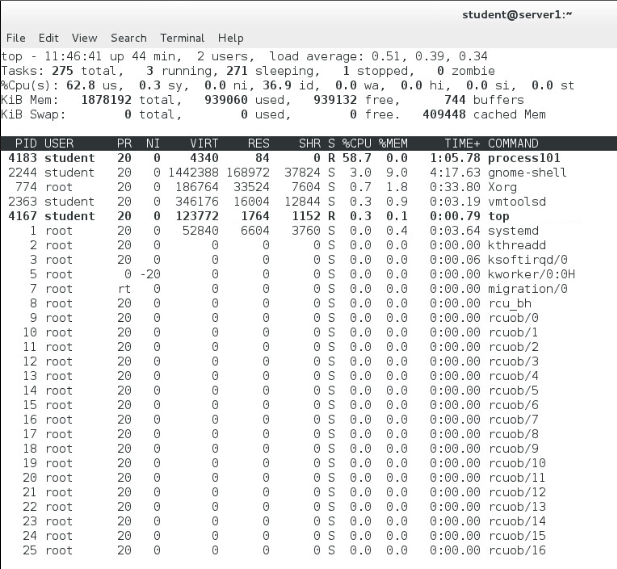 student@server1:~
File Edit View Search Terminal Help
top - 11:46:41 up 44 min, 2 users, load average: 0.51, 0.39, 0.34
Tasks: 275 total, 3 running, 271 sleeping, 1 stopped, 0 zombie
%Cpu(s): 62.8 us, 0.3 sy, 0.0 ni, 36.9 id, 0.0 wa, 0.0 hi, 0.0 si, 0.0 st
KiB Mem: 1878192 total, 939060 used, 939132 free, 744 buffers
KiB Swap: 0 total, 0 used, 0 free. 409448 cached Mem
PID USER PR NI VIRT RES SHR S %CPU %MEM TIME+ COMMAND
4183 student 20 0 4340 84 0 R 58.7 0.0 1:05.78 process101
2244 student 20 0 1442388 168972 37824 S 3.0 9.0 4:17.63 gnome-shell
774 root 20 0 186764 33524 7604 S 0.7 1.8 0:33.80 Xorg
2363 student 20 0 346176 16004 12844 S 0.3 0.9 0:03.19 vmtoolsd
4167 student 20 0 123772 1764 1152 R 0.3 0.1 0:00.79 top
1 root 20 0 52840 6604 3760 S 0.0 0.4 0:03.64 systemd
2 root 20 0 0 0 0 S 0.0 0.0 0:00.00 kthreadd
3 root 20 0 0 0 0 S 0.0 0.0 0:00.06 ksoftirqd/0
5 root 0 -20 0 0 0 S 0.0 0.0 0:00.00 kworker/0:0H
7 root rt 0 0 0 0 S 0.0 0.0 0:00.00 migration/0
8 root 20 0 0 0 0 S 0.0 0.0 0:00.00 rcu_bh
9 root 20 0 0 0 0 S 0.0 0.0 0:00.00 rcuob/0
10 root 20 0 0 0 0 S 0.0 0.0 0:00.00 rcuob/1
11 root 20 0 0 0 0 S 0.0 0.0 0:00.00 rcuob/2
12 root 20 0 0 0 0 S 0.0 0.0 0:00.00 rcuob/3
13 root 20 0 0 0 0 S 0.0 0.0 0:00.00 rcuob/4
14 root 20 0 0 0 0 S 0.0 0.0 0:00.00 rcuob/5
15 root 20 0 0 0 0 S 0.0 0.0 0:00.00 rcuob/6
16 root 20 0 0 0 0 S 0.0 0.0 0:00.00 rcuob/7
17 root 20 0 0 0 0 S 0.0 0.0 0:00.00 rcuob/8
18 root 20 0 0 0 0 S 0.0 0.0 0:00.00 rcuob/9
19 root 20 0 0 0 0 S 0.0 0.0 0:00.00 rcuob/10
20 root 20 0 0 0 0 S 0.0 0.0 0:00.00 rcuob/11
21 root 20 0 0 0 0 S 0.0 0.0 0:00.00 rcuob/12
22 root 20 0 0 0 0 S 0.0 0.0 0:00.00 rcuob/13
23 root 20 0 0 0 0 S 0.0 0.0 0:00.00 rcuob/14
24 root 20 0 0 0 0 S 0.0 0.0 0:00.00 rcuob/15
25 root 20 0 0 0 0 S 0.0 0.0 0:00.00 rcuob/16